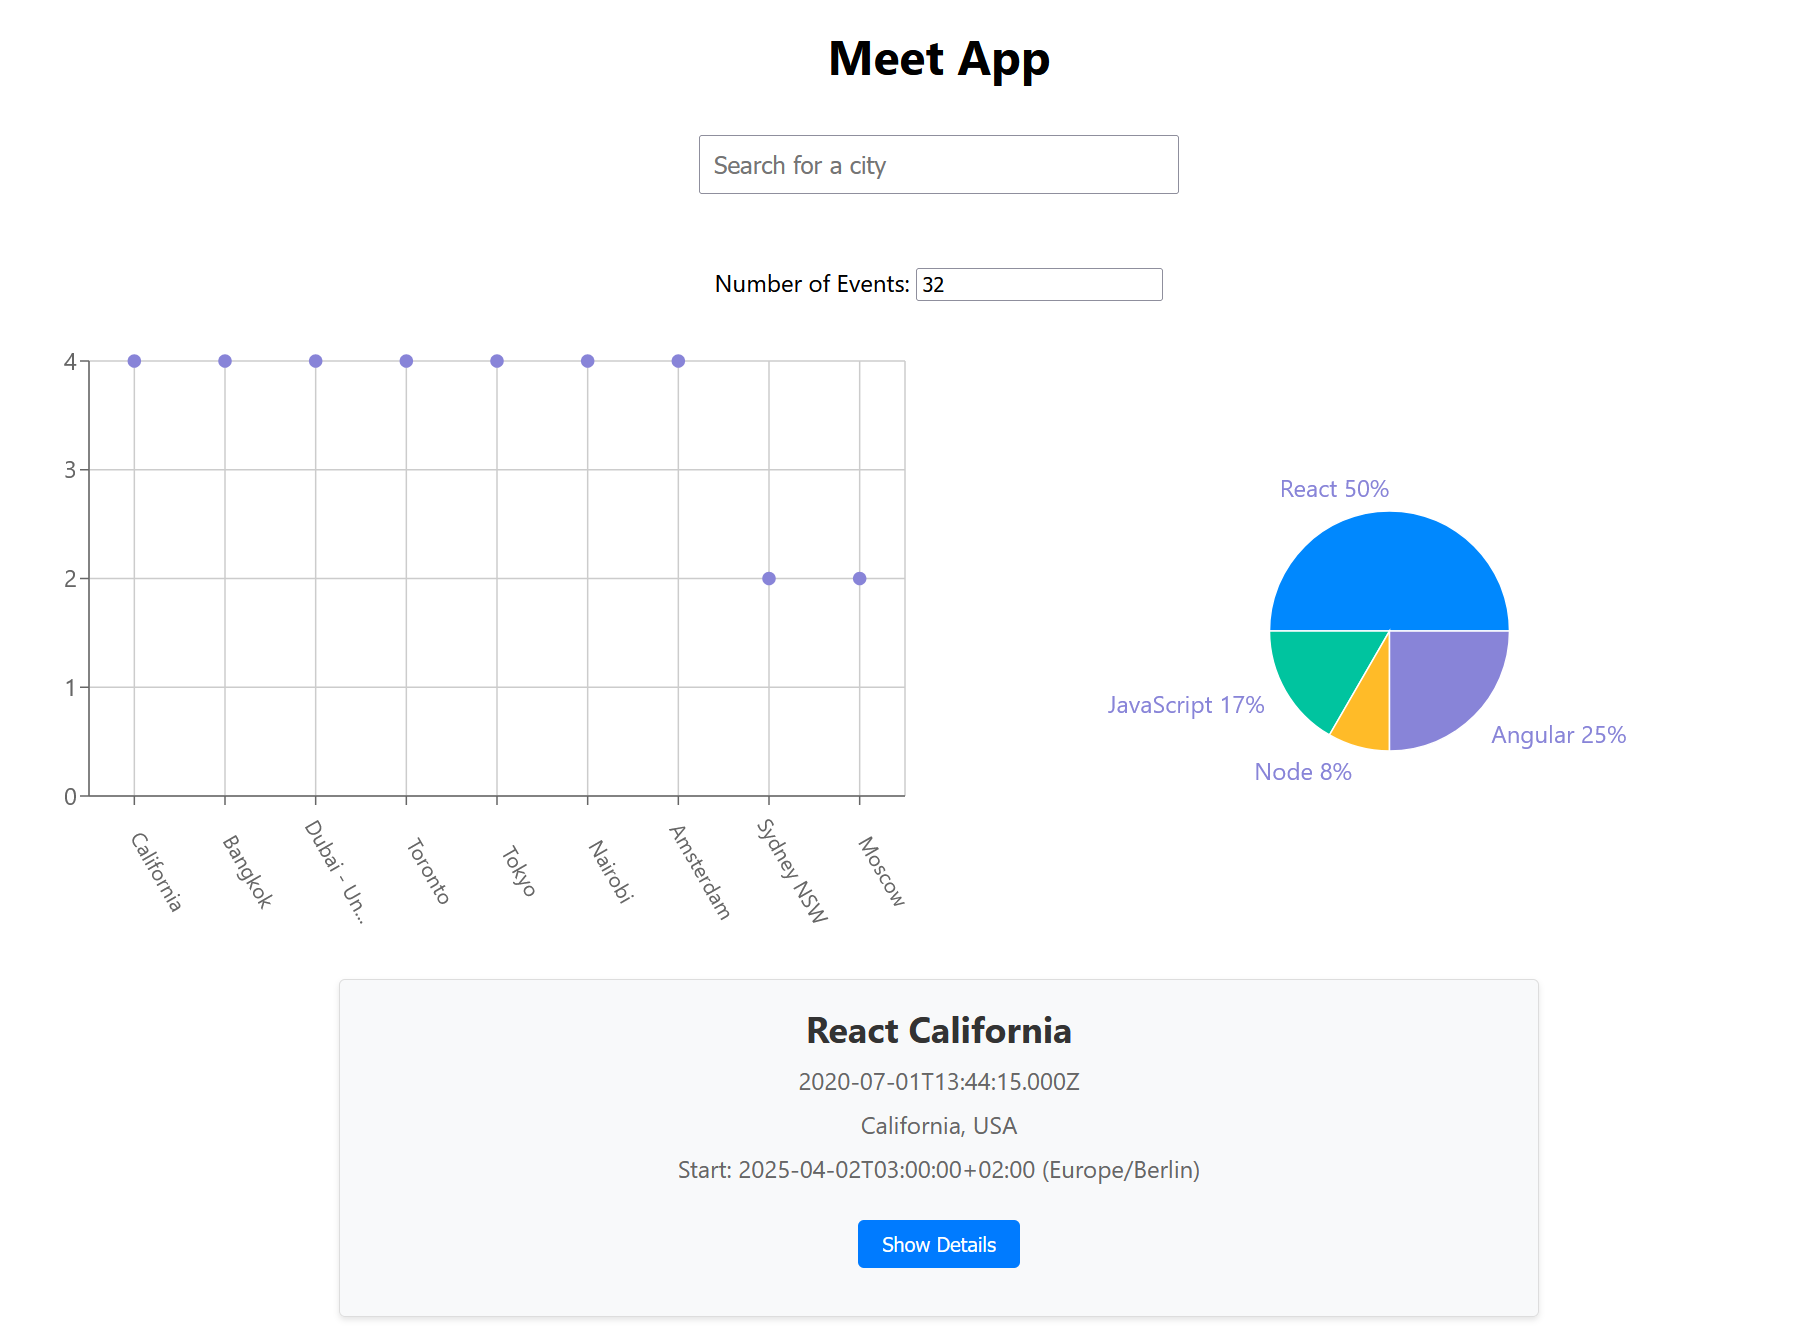 Meet App
Search for a city
Number of Events: 32
4
3
2
1
0
California
Bangkok
Dubai - Un...
Toronto
Tokyo
Nairobi
Amsterdam
Sydney NSW
Moscow
React 50%
JavaScript 17%
Angular 25%
Node 8%
React California
2020-07-01T13:44:15.000Z
California, USA
Start: 2025-04-02T03:00:00+02:00 (Europe/Berlin)
Show Details